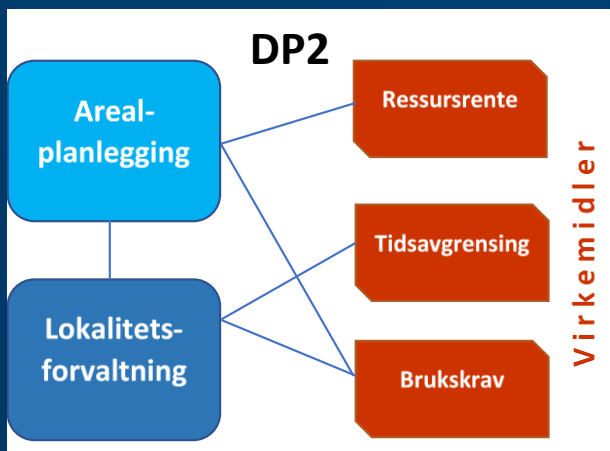 DP2
Areal-
planlegging
Lokalitets-
forvaltning
Ressursrente
Tidsavgrensing
Brukskrav
Virkemidler